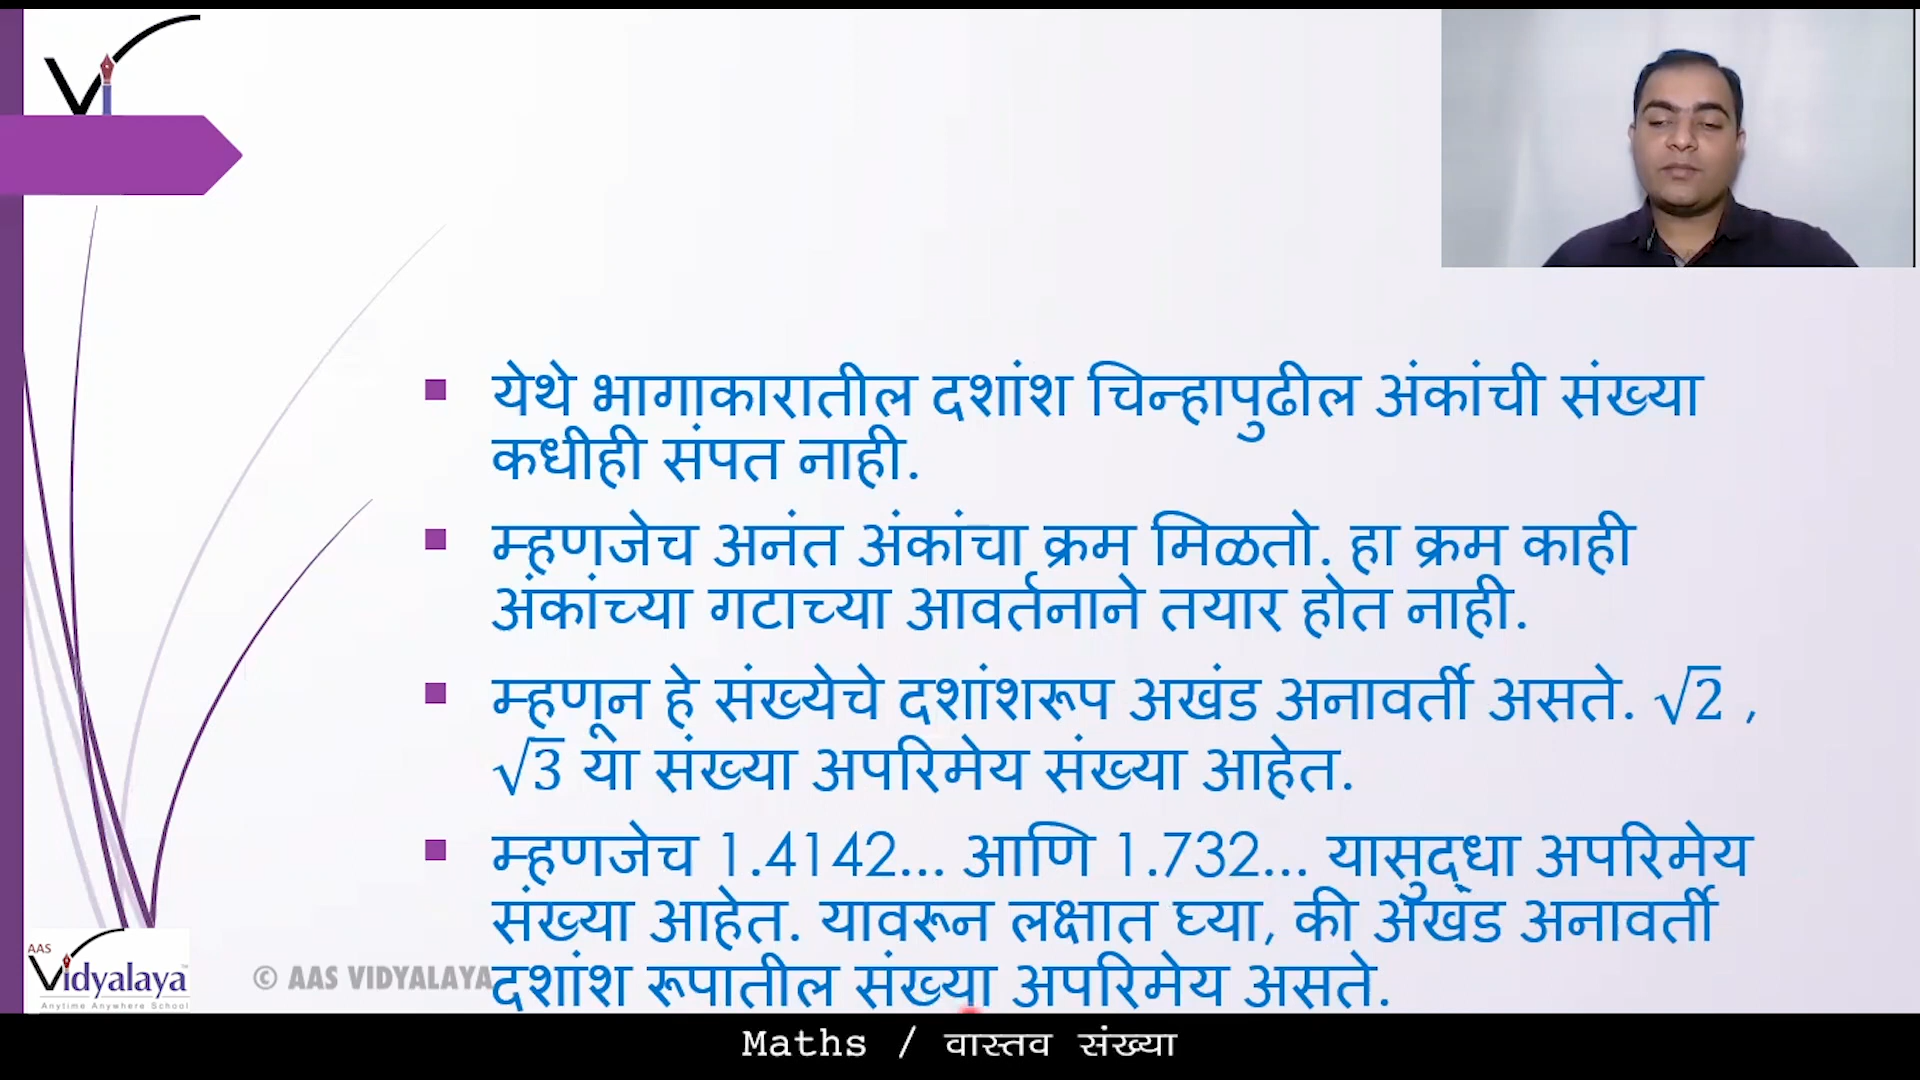 Vi
येथे भागाकारातील दशांश चिन्हापुढील अंकांची संख्या
कधीही संपत नाही.
म्हणजेच अनंत अंकांचा क्रम मिळतो. हा क्रम काही
अंकांच्या गटाच्या आवर्तनाने तयार होत नाही.
म्हणून हे संख्येचे दशांशरूप अखंड अनावर्ती असते. √2 ,
√3 या संख्या अपरिमेय संख्या आहेत.
म्हणजेच 1.4142... आणि 1.732... यासुद्धा अपरिमेय
संख्या आहेत. यावरून लक्षात घ्या, की अखंड अनावर्ती
दशांश रूपातील संख्या अपरिमेय असते.
AAS
Vidyalaya
Anytime Anywhere School
© AAS VIDYALAYA
Maths / वास्तव संख्या